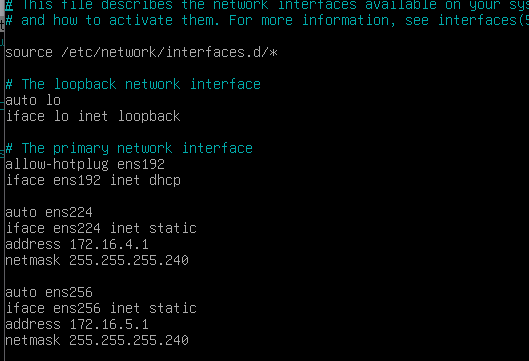 # This file describes the network interfaces available on your sys
# and how to activate them. For more information, see interfaces(5
source /etc/network/interfaces.d/*
# The loopback network interface
auto lo
iface lo inet loopback
# The primary network interface
allow-hotplug ens192
iface ens192 inet dhcp
auto ens224
iface ens224 inet static
address 172.16.4.1
netmask 255.255.255.240
auto ens256
iface ens256 inet static
address 172.16.5.1
netmask 255.255.255.240